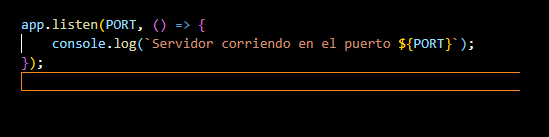 app.listen(PORT, () => {
    console.log(`Servidor corriendo en el puerto ${PORT}`);
});